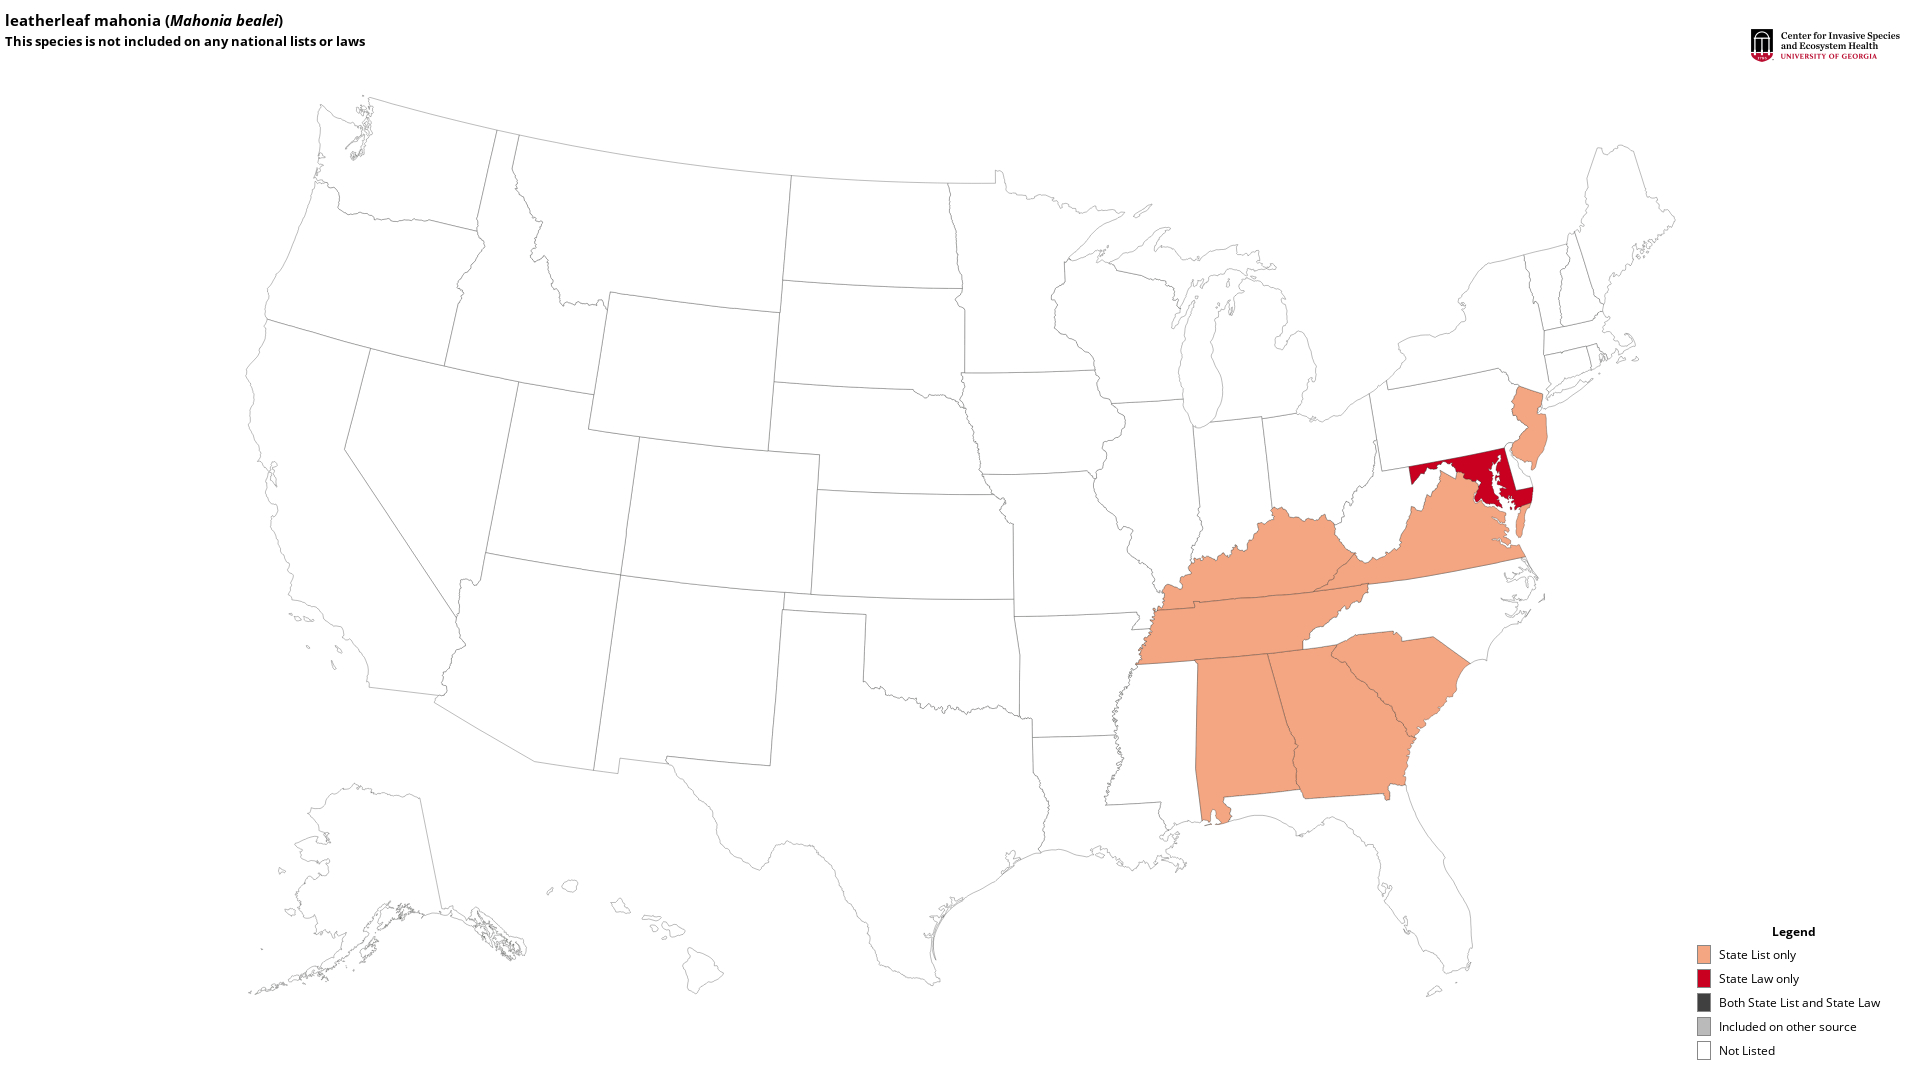 leatherleaf mahonia (Mahonia bealei)
This species is not included on any national lists or laws
Center for Invasive Species
and Ecosystem Health
UNIVERSITY OF GEORGIA
Legend
State List only
State Law only
Both State List and State Law
Included on other source
Not Listed